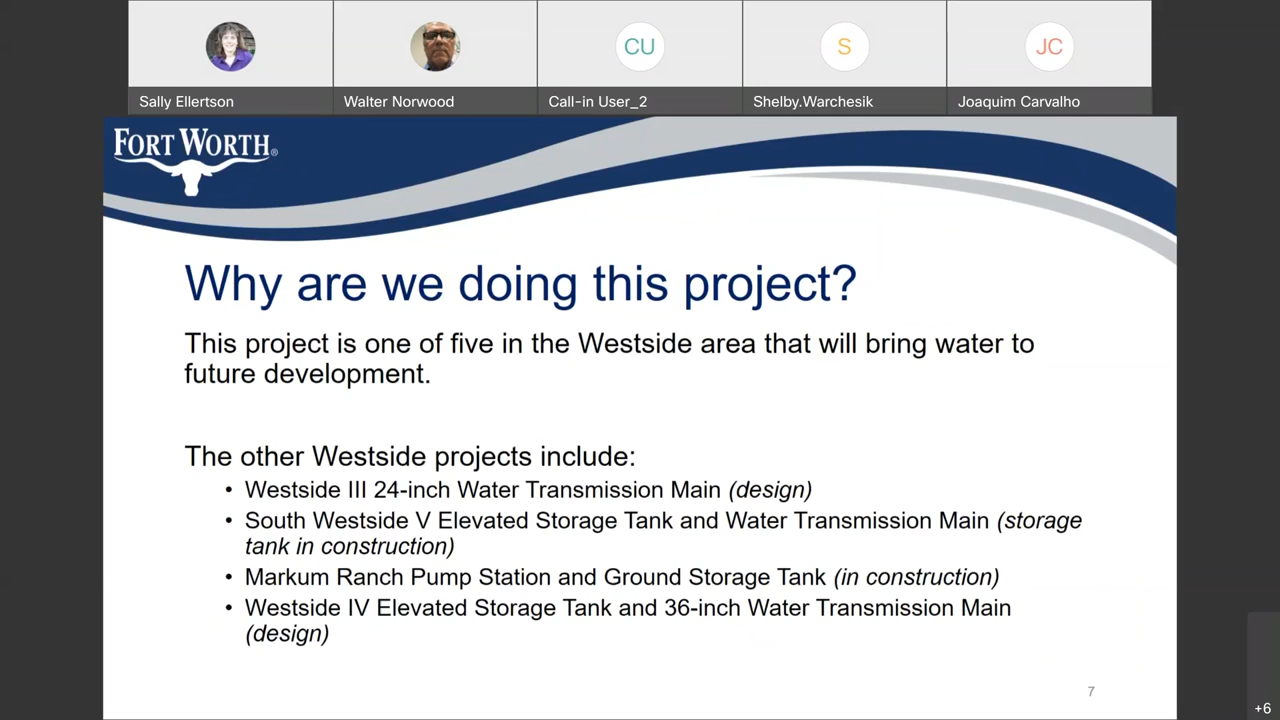 CU
S
JC
Sally Ellertson
Walter Norwood
Call-in User_2
Shelby.Warchesik
Joaquim Carvalho
FORT WORTH®
Why are we doing this project?
This project is one of five in the Westside area that will bring water to
future development.
The other Westside projects include:
• Westside III 24-inch Water Transmission Main (design)
• South Westside V Elevated Storage Tank and Water Transmission Main (storage
tank in construction)
• Markum Ranch Pump Station and Ground Storage Tank (in construction)
• Westside IV Elevated Storage Tank and 36-inch Water Transmission Main
(design)
7
+6